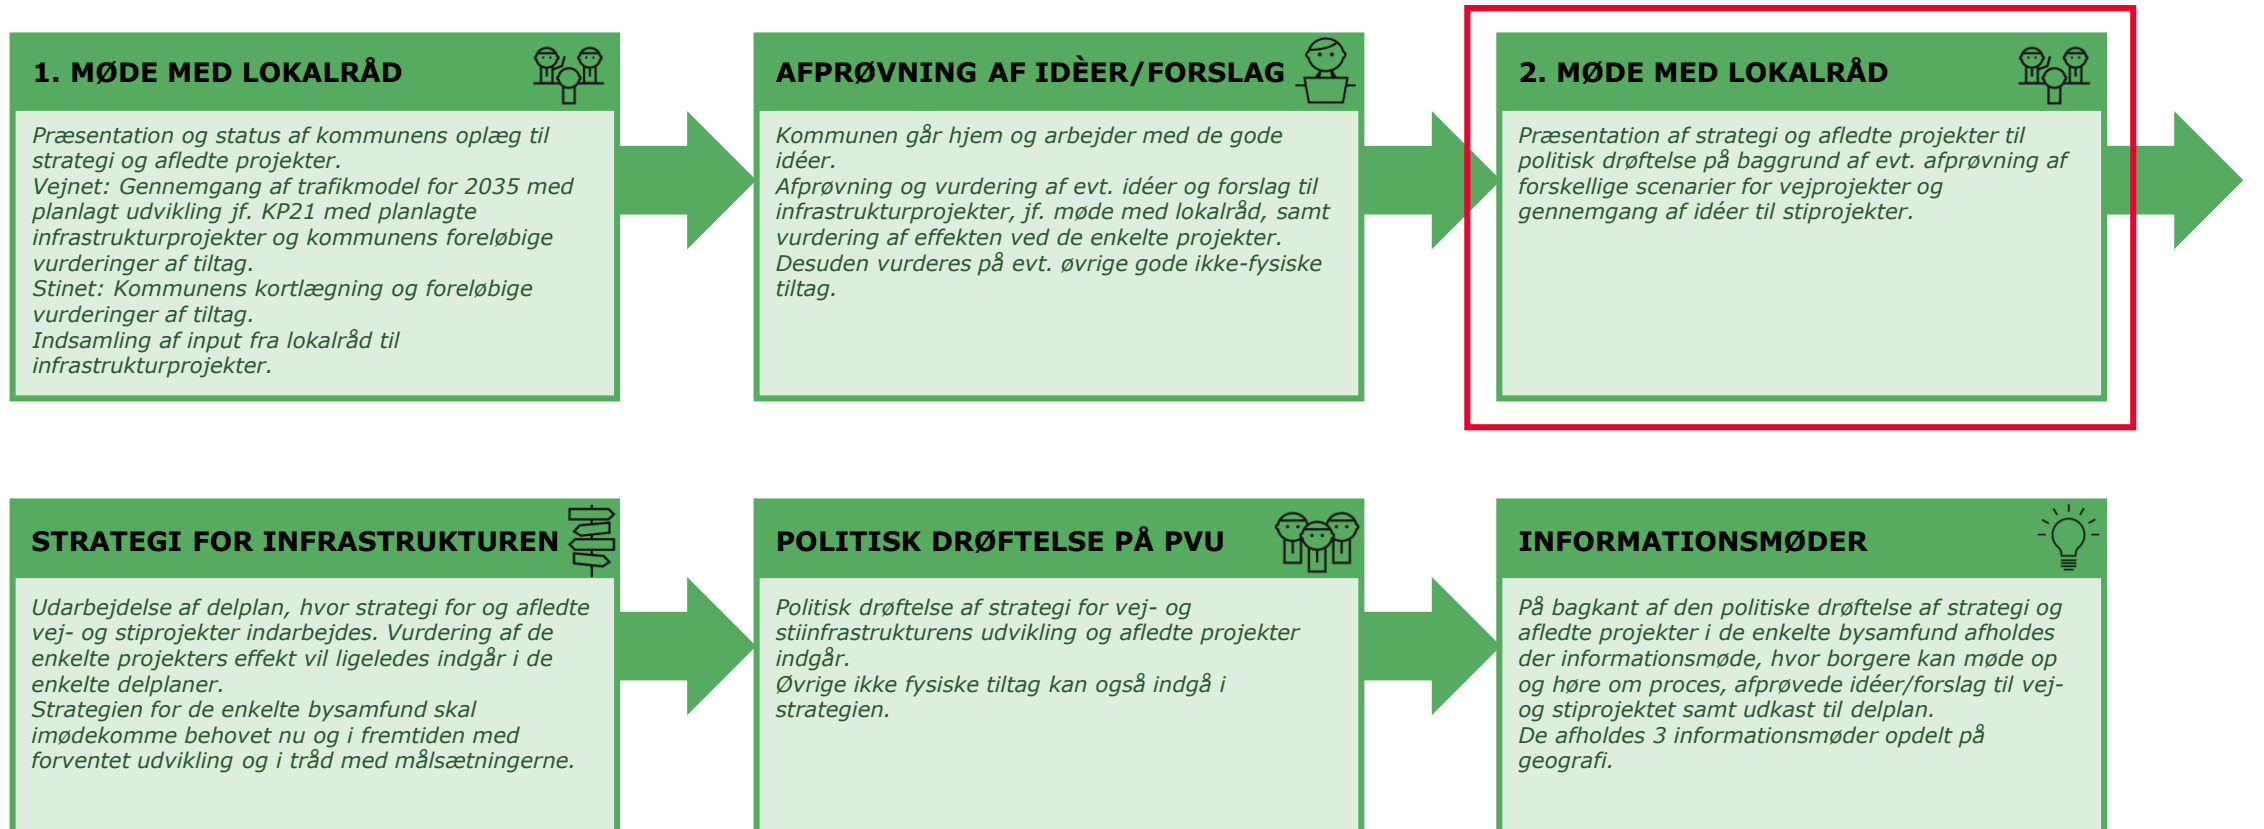 1. MØDE MED LOKALRÅD
Præsentation og status af kommunens oplæg til
strategi og afledte projekter.
Vejnet: Gennemgang af trafikmodel for 2035 med
planlagt udvikling jf. KP21 med planlagte
infrastrukturprojekter og kommunens foreløbige
vurderinger af tiltag.
Stinet: Kommunens kortlægning og foreløbige
vurderinger af tiltag.
Indsamling af input fra lokalråd til
infrastrukturprojekter.
AFPRØVNING AF IDÈER/FORSLAG
Kommunen går hjem og arbejder med de gode
idéer.
Afprøvning og vurdering af evt. idéer og forslag til
infrastrukturprojekter, jf. møde med lokalråd, samt
vurdering af effekten ved de enkelte projekter.
Desuden vurderes på evt. øvrige gode ikke-fysiske
tiltag.
2. MØDE MED LOKALRÅD
Præsentation af strategi og afledte projekter til
politisk drøftelse på baggrund af evt. afprøvning af
forskellige scenarier for vejprojekter og
gennemgang af idéer til stiprojekter.
STRATEGI FOR INFRASTRUKTUREN
Udarbejdelse af delplan, hvor strategi for og afledte
vej- og stiprojekter indarbejdes. Vurdering af de
enkelte projekters effekt vil ligeledes indgår i de
enkelte delplaner.
Strategien for de enkelte bysamfund skal
imødekomme behovet nu og i fremtiden med
forventet udvikling og i tråd med målsætningerne.
POLITISK DRØFTELSE PÅ PVU
Politisk drøftelse af strategi for vej- og
stiinfrastrukturens udvikling og afledte projekter
indgår.
Øvrige ikke fysiske tiltag kan også indgå i
strategien.
INFORMATIONSMØDER
På bagkant af den politiske drøftelse af strategi og
afledte projekter i de enkelte bysamfund afholdes
der informationsmøde, hvor borgere kan møde op
og høre om proces, afprøvede idéer/forslag til vej-
og stiprojektet samt udkast til delplan.
De afholdes 3 informationsmøder opdelt på
geografi.